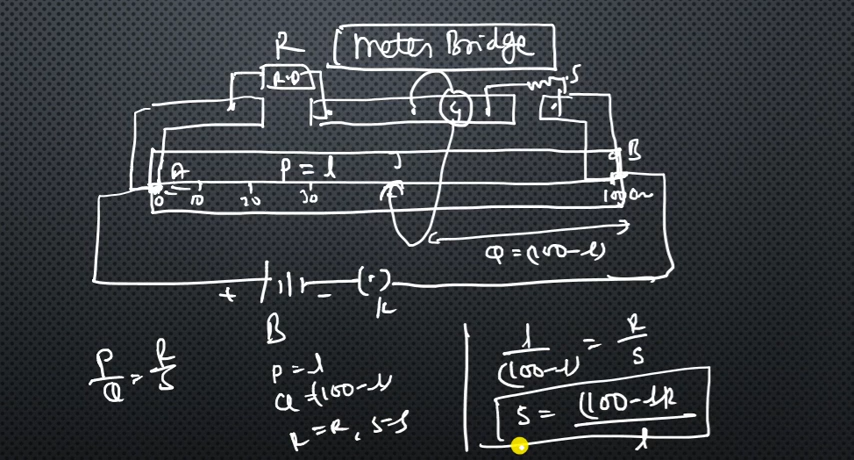 R
Meter Bridge
R.B
S
G
B
A
P = l
J
0 10 20 30 100 cm
Q = (100-l)
+ - (.)
K
B
P/Q = R/S
P = l
Q = (100-l)
R = R, S = S
l/(100-l) = R/S
S = (100-l)R/l